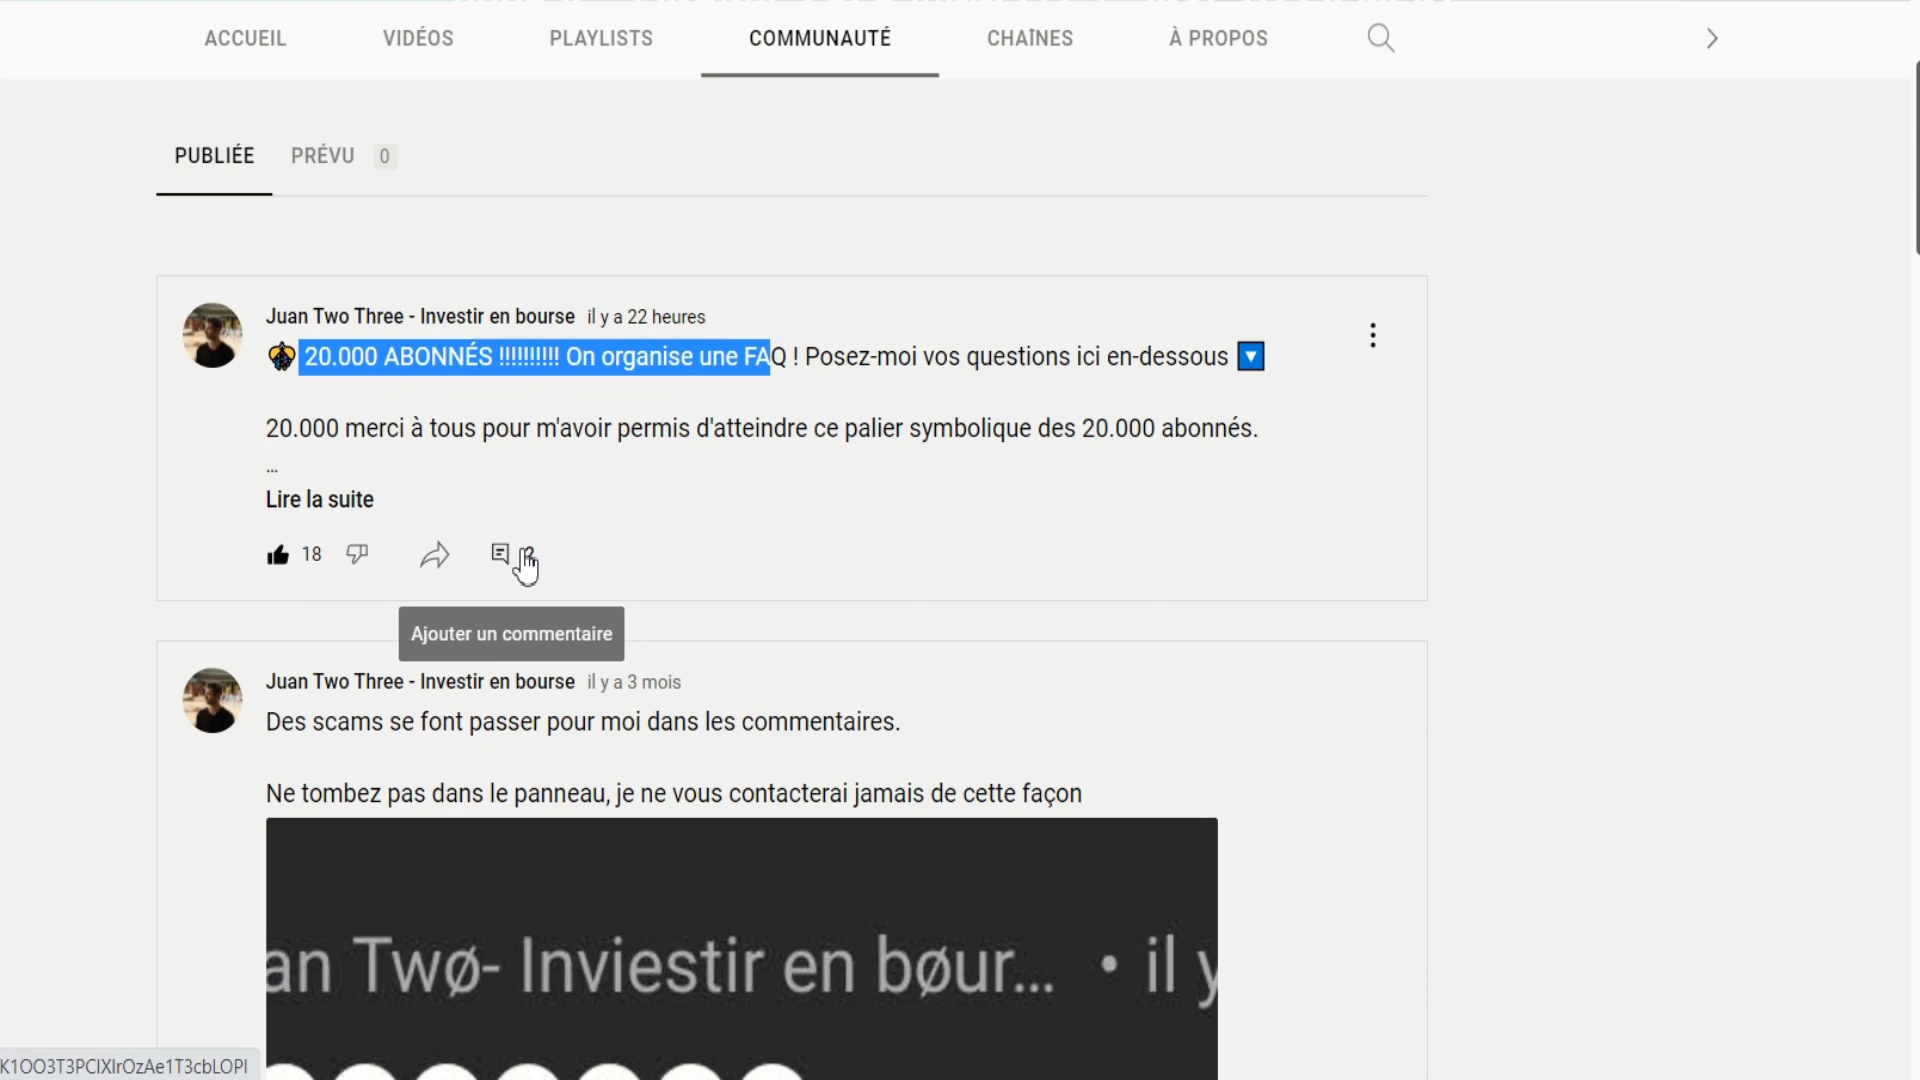 ACCUEIL VIDÉOS PLAYLISTS COMMUNAUTÉ CHAÎNES À PROPOS
PUBLIÉE PRÉVU 0
Juan Two Three - Investir en bourse il y a 22 heures
20.000 ABONNÉS !!!!!!!!!! On organise une FAQ ! Posez-moi vos questions ici en-dessous
20.000 merci à tous pour m'avoir permis d'atteindre ce palier symbolique des 20.000 abonnés.
...
Lire la suite
18
Ajouter un commentaire
Juan Two Three - Investir en bourse il y a 3 mois
Des scams se font passer pour moi dans les commentaires.
Ne tombez pas dans le panneau, je ne vous contacterai jamais de cette façon
an Twø- Inviestir en bøur... • il y
K1OO3T3PCIXIrOzAe1T3cbLOPI